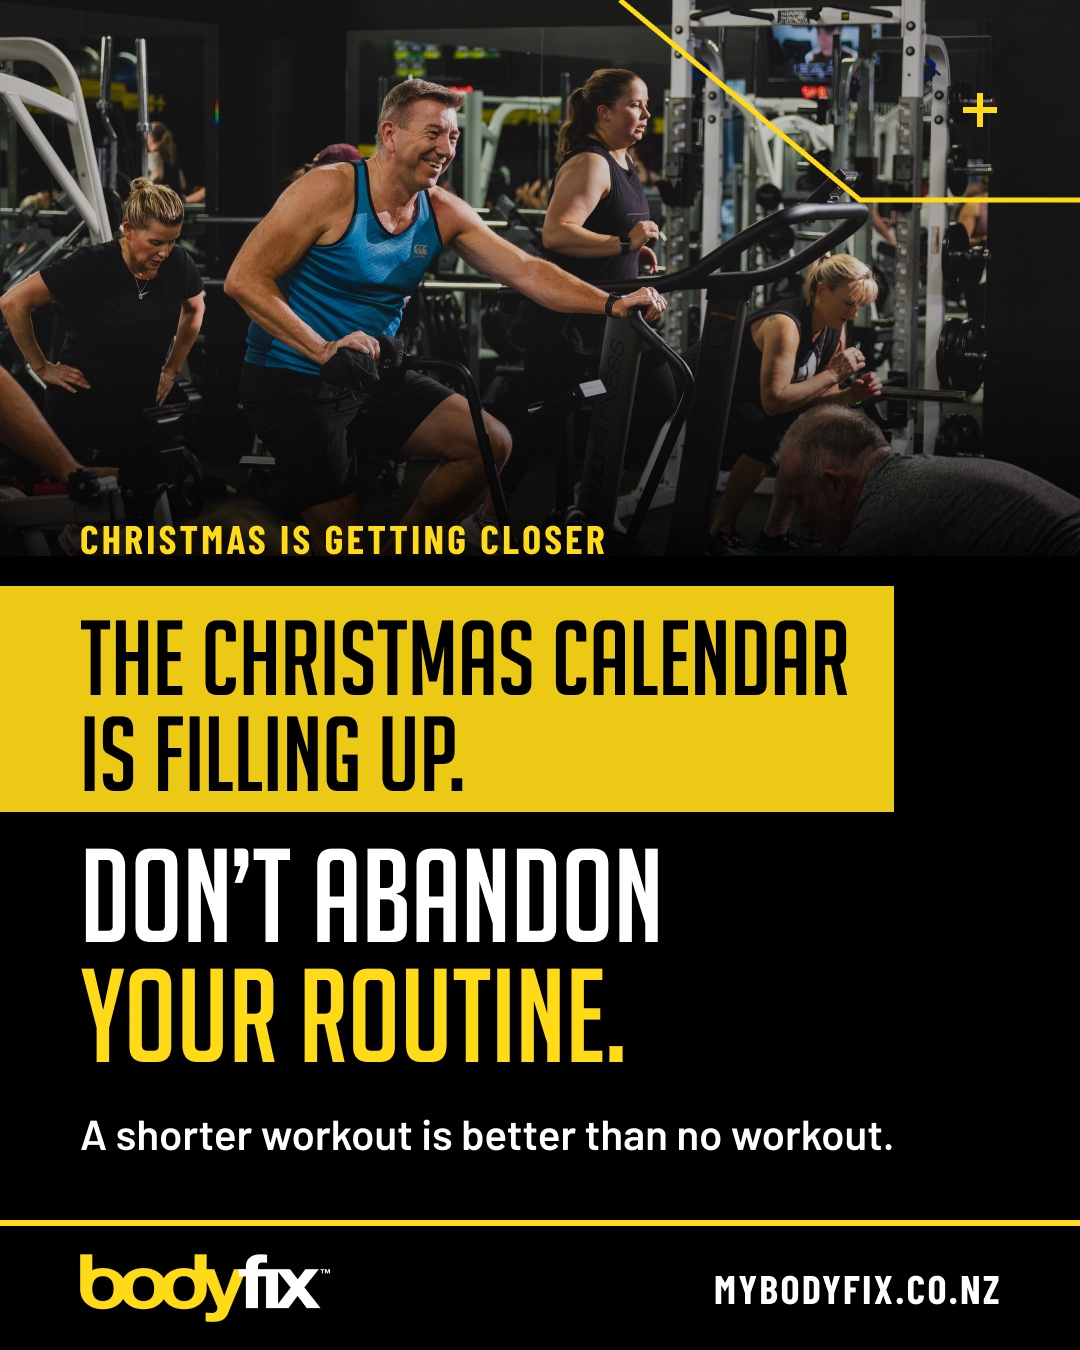 CHRISTMAS IS GETTING CLOSER
THE CHRISTMAS CALENDAR
IS FILLING UP.
DON'T ABANDON
YOUR ROUTINE.
A shorter workout is better than no workout.
bodyfix™
MYBODYFIX.CO.NZ